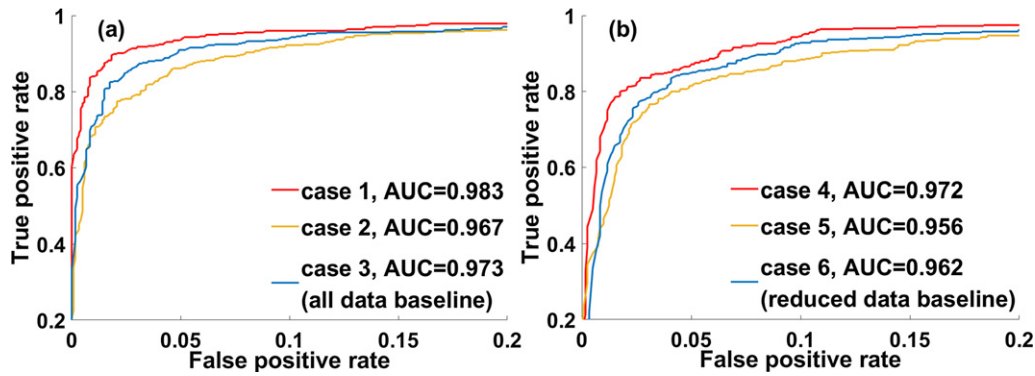 (a)
True positive rate
1
0.8
0.6
0.4
0.2
case 1, AUC=0.983
case 2, AUC=0.967
case 3, AUC=0.973
(all data baseline)
0
0.05
0.1
0.15
0.2
False positive rate
(b)
True positive rate
1
0.8
0.6
0.4
0.2
case 4, AUC=0.972
case 5, AUC=0.956
case 6, AUC=0.962
(reduced data baseline)
0
0.05
0.1
0.15
0.2
False positive rate